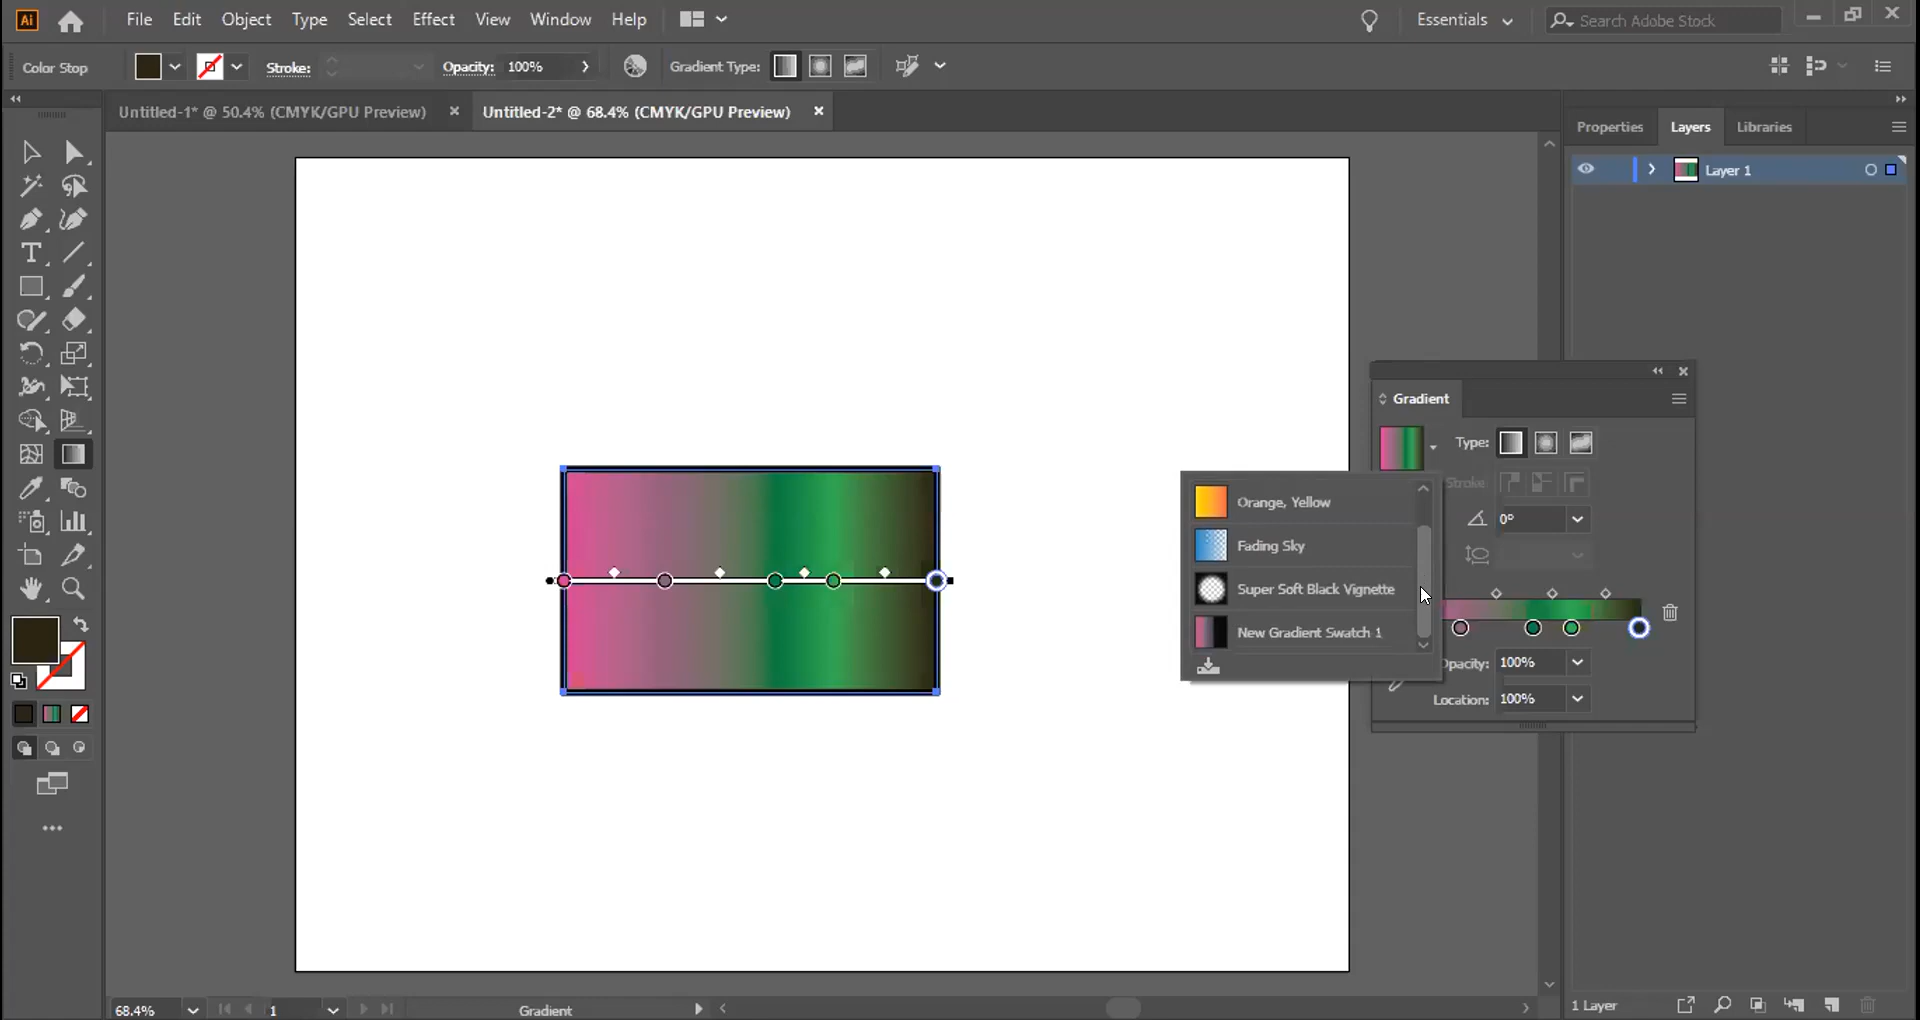 Ai File Edit Object Type Select Effect View Window Help Essentials Search Adobe Stock
Color Stop Stroke: Opacity: 100% Gradient Type:
Untitled-1* @ 50.4% (CMYK/GPU Preview) Untitled-2* @ 68.4% (CMYK/GPU Preview)
Properties Layers Libraries
Layer 1
Gradient
Type:
Stroke:
0°
Orange, Yellow
Fading Sky
Super Soft Black Vignette
New Gradient Swatch 1
Opacity: 100%
Location: 100%
68.4% 1 Gradient
1 Layer